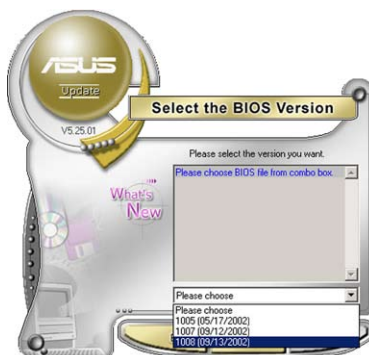 ASUS
Update
V5.25.01
Select the BIOS Version
Please select the version you want.
Please choose BIOS file from combo box.
What's
New
Please choose
Please choose
1005 (05/17/2002)
1007 (09/12/2002)
1008 (09/13/2002)